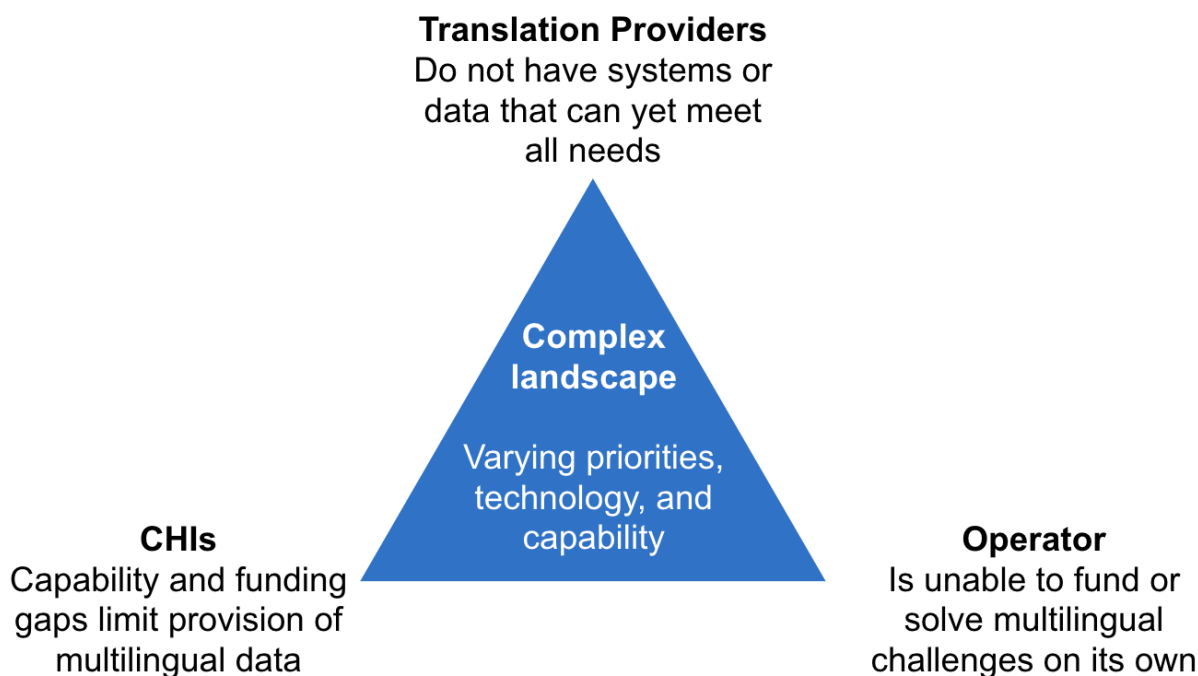 Translation Providers
Do not have systems or
data that can yet meet
all needs
Complex
landscape
Varying priorities,
technology, and
capability
CHIs
Capability and funding
gaps limit provision of
multilingual data
Operator
Is unable to fund or
solve multilingual
challenges on its own